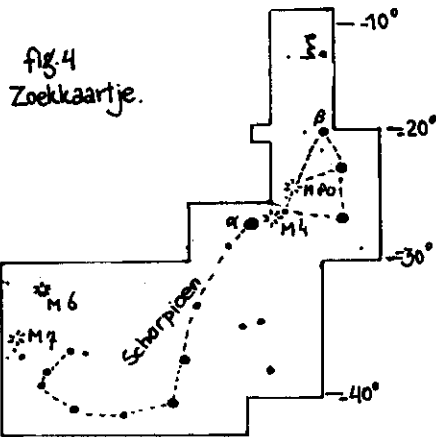 fig.4
Zoekkaartje.
-10°
ξ
β
-20°
M80
α
M4
-30°
Scharpioen
M6
M7
-40°